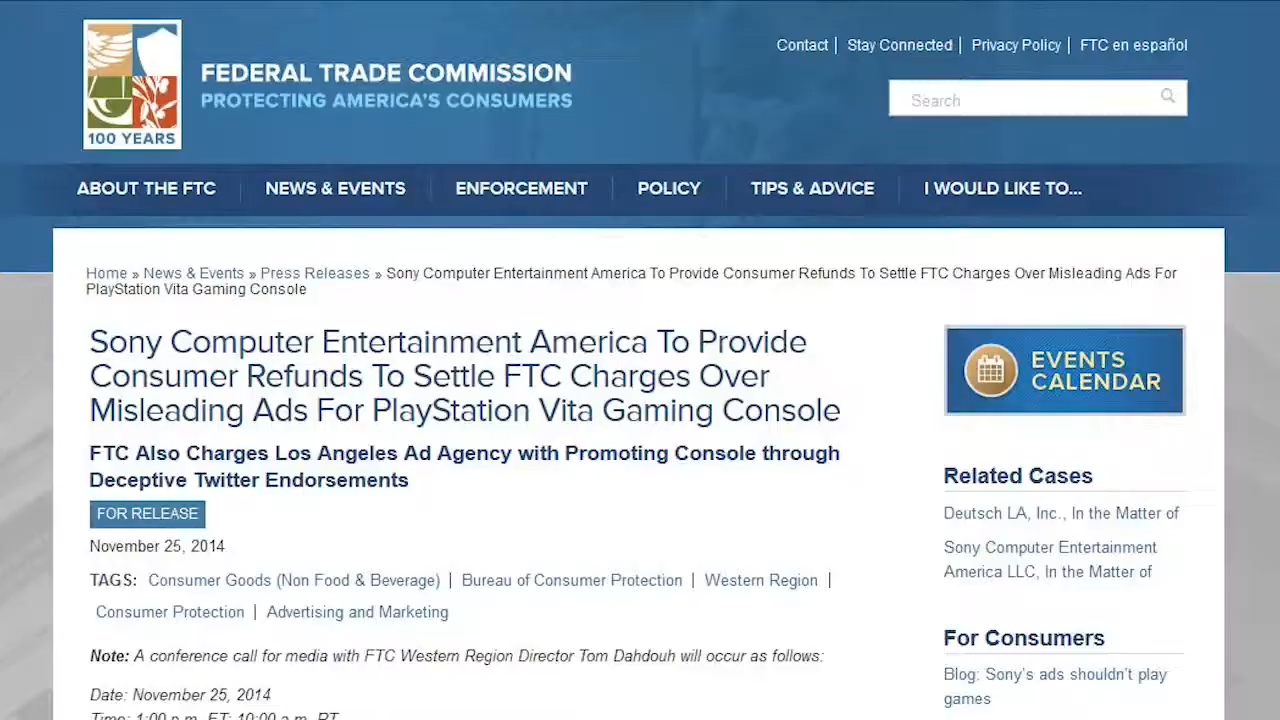 Contact | Stay Connected | Privacy Policy | FTC en español
FEDERAL TRADE COMMISSION
PROTECTING AMERICA'S CONSUMERS
100 YEARS
Search
ABOUT THE FTC
NEWS & EVENTS
ENFORCEMENT
POLICY
TIPS & ADVICE
I WOULD LIKE TO...
Home » News & Events » Press Releases » Sony Computer Entertainment America To Provide Consumer Refunds To Settle FTC Charges Over Misleading Ads For
PlayStation Vita Gaming Console
Sony Computer Entertainment America To Provide
Consumer Refunds To Settle FTC Charges Over
Misleading Ads For PlayStation Vita Gaming Console
FTC Also Charges Los Angeles Ad Agency with Promoting Console through
Deceptive Twitter Endorsements
FOR RELEASE
November 25, 2014
TAGS: Consumer Goods (Non Food & Beverage) | Bureau of Consumer Protection | Western Region |
Consumer Protection | Advertising and Marketing
Note: A conference call for media with FTC Western Region Director Tom Dahdouh will occur as follows:
Date: November 25, 2014
Time: 1:00 p.m. ET; 10:00 a.m. PT
EVENTS
CALENDAR
Related Cases
Deutsch LA, Inc., In the Matter of
Sony Computer Entertainment
America LLC, In the Matter of
For Consumers
Blog: Sony's ads shouldn't play
games